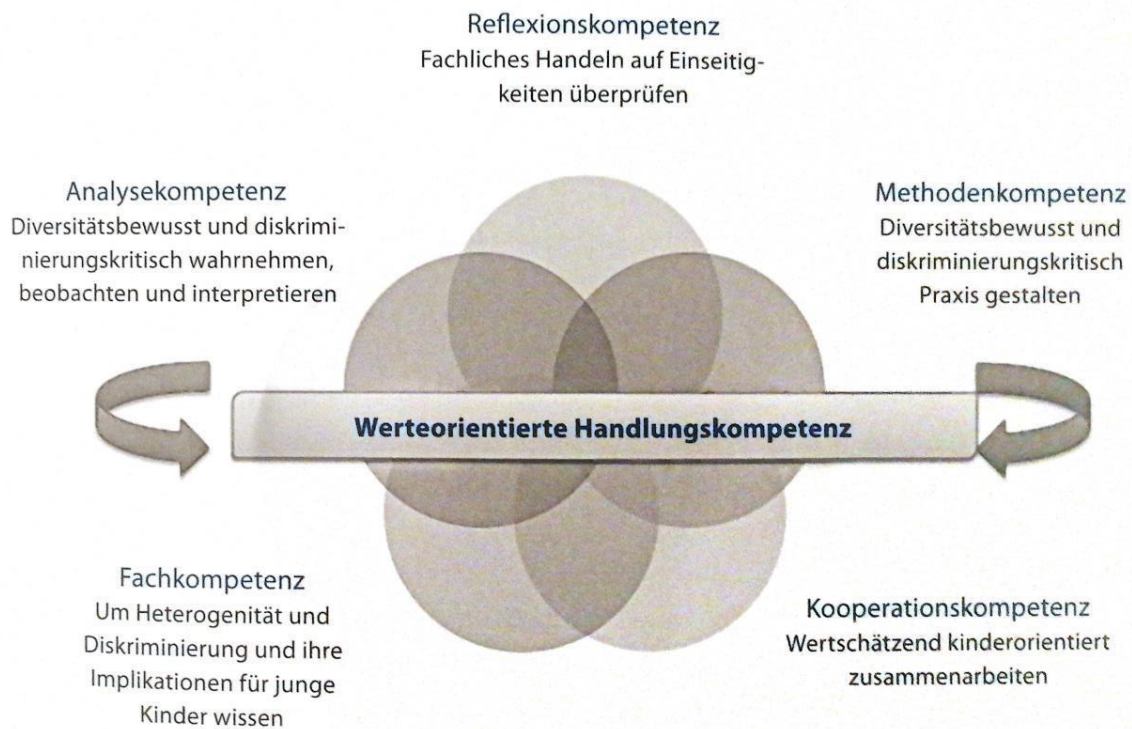 Reflexionskompetenz
Fachliches Handeln auf Einseitig-
keiten überprüfen
Analysekompetenz
Diversitätsbewusst und diskrimi-
nierungskritisch wahrnehmen,
beobachten und interpretieren
Methodenkompetenz
Diversitätsbewusst und
diskriminierungskritisch
Praxis gestalten
Werteorientierte Handlungskompetenz
Fachkompetenz
Um Heterogenität und
Diskriminierung und ihre
Implikationen für junge
Kinder wissen
Kooperationskompetenz
Wertschätzend kinderorientiert
zusammenarbeiten